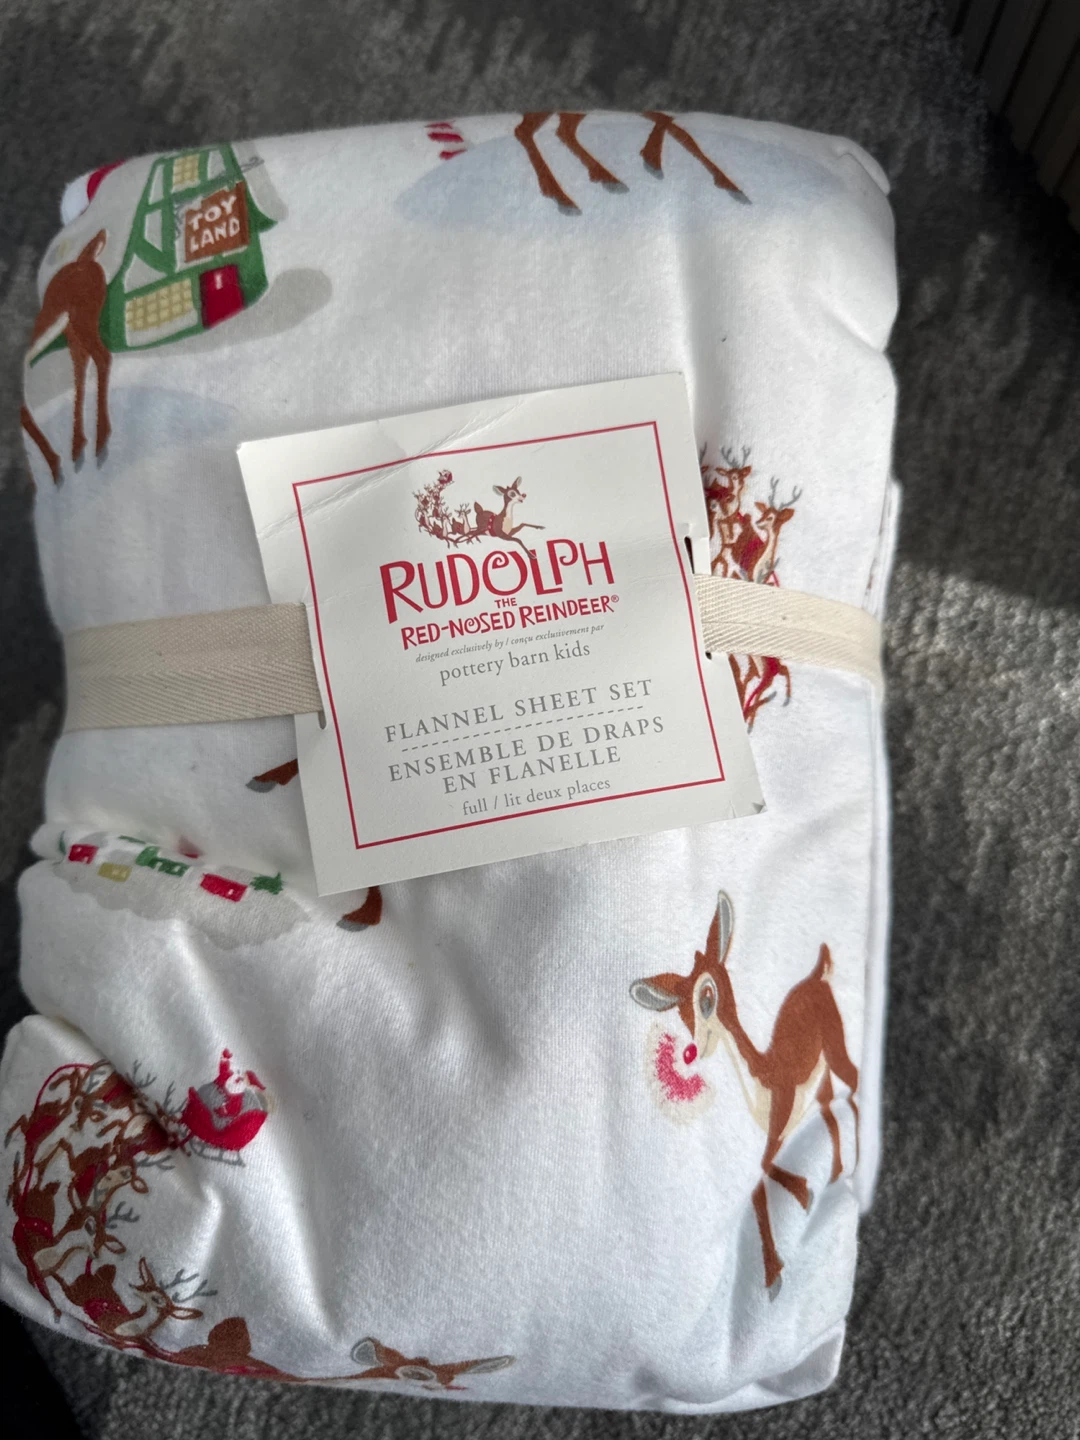 TOY
LAND
RUDOLPH
THE
RED-NOSED REINDEER®
designed exclusively by / conçu exclusivement par
pottery barn kids
FLANNEL SHEET SET
ENSEMBLE DE DRAPS
EN FLANELLE
full / lit deux places